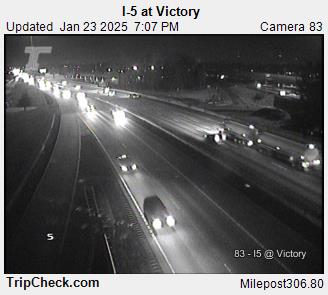 I-5 at Victory
Updated Jan 23 2025 7:07 PM Camera 83
S
83 - I5 @ Victory
TripCheck.com Milepost306.80